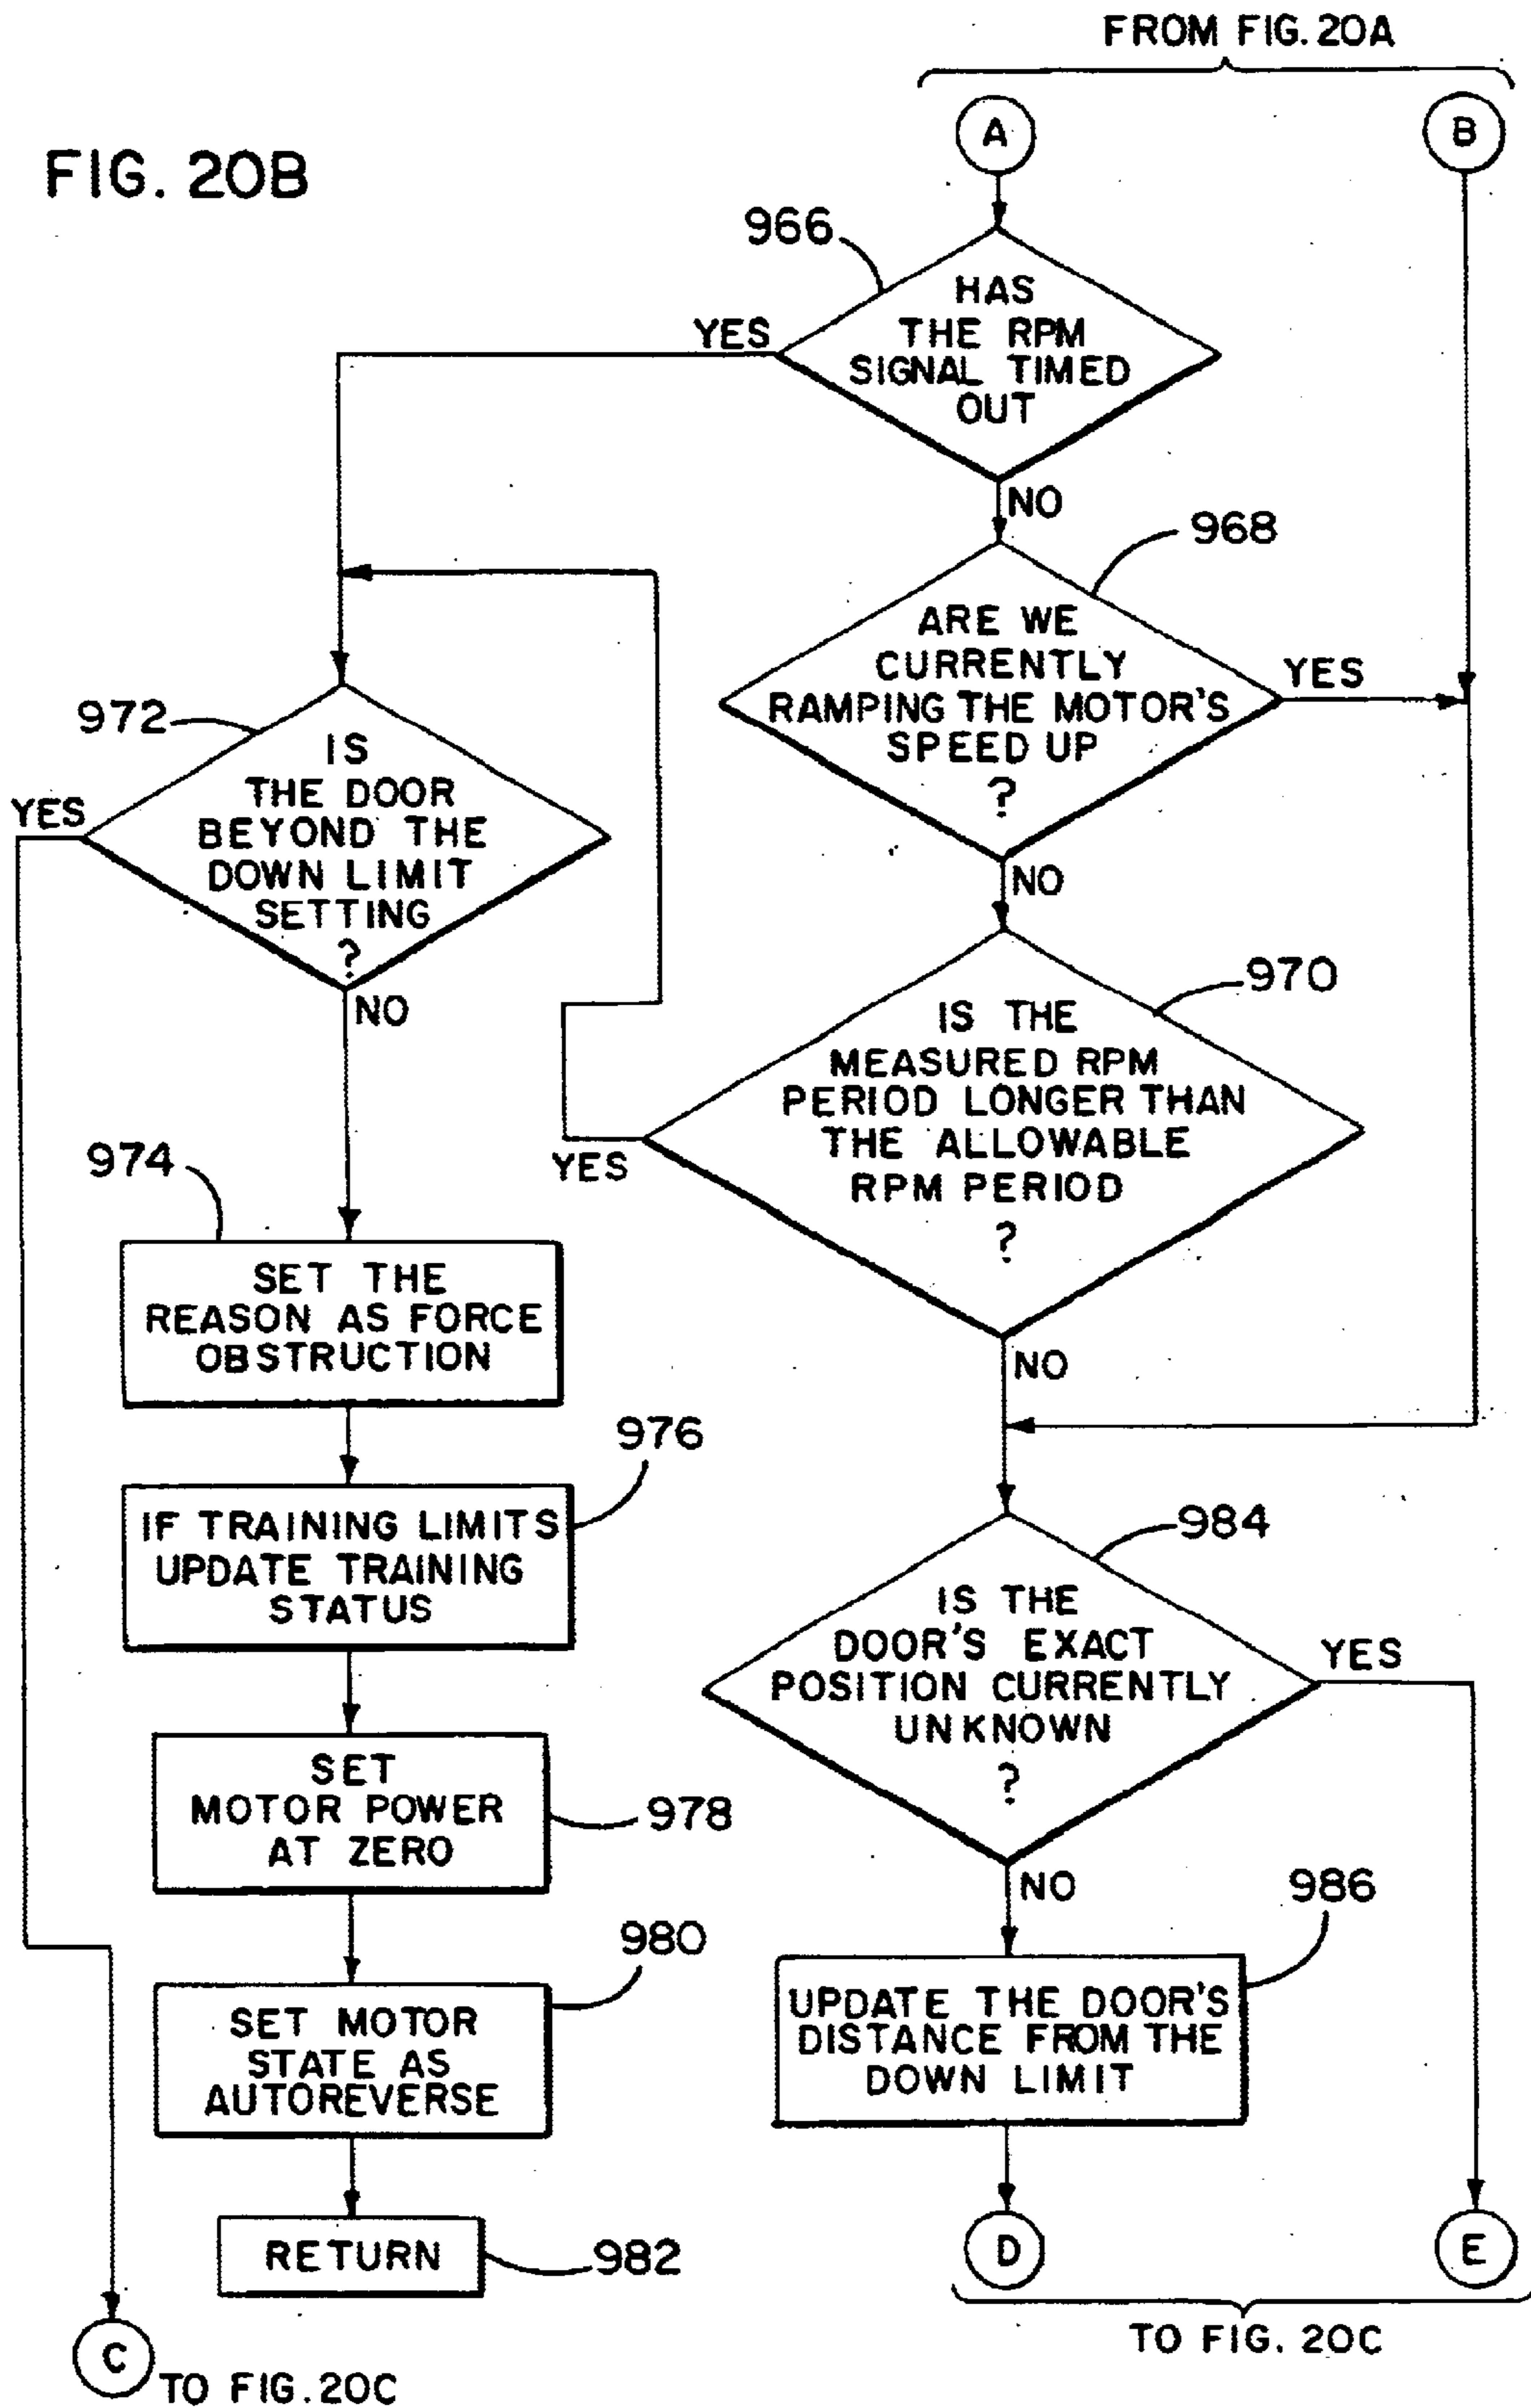 FROM FIG. 20A
A
B
FIG. 20B
966
HAS
THE RPM
SIGNAL TIMED
OUT
YES
NO
968
ARE WE
CURRENTLY
RAMPING THE MOTOR'S
SPEED UP
?
YES
NO
972
IS
THE DOOR
BEYOND THE
DOWN LIMIT
SETTING
?
YES
NO
970
IS THE
MEASURED RPM
PERIOD LONGER THAN
THE ALLOWABLE
RPM PERIOD
?
YES
NO
974
SET THE
REASON AS FORCE
OBSTRUCTION
976
IF TRAINING LIMITS
UPDATE TRAINING
STATUS
984
IS THE
DOOR'S EXACT
POSITION CURRENTLY
UNKNOWN
?
YES
NO
SET
MOTOR POWER
AT ZERO
978
980
SET MOTOR
STATE AS
AUTOREVERSE
986
UPDATE THE DOOR'S
DISTANCE FROM THE
DOWN LIMIT
RETURN
982
D
E
TO FIG. 20C
C
TO FIG. 20C